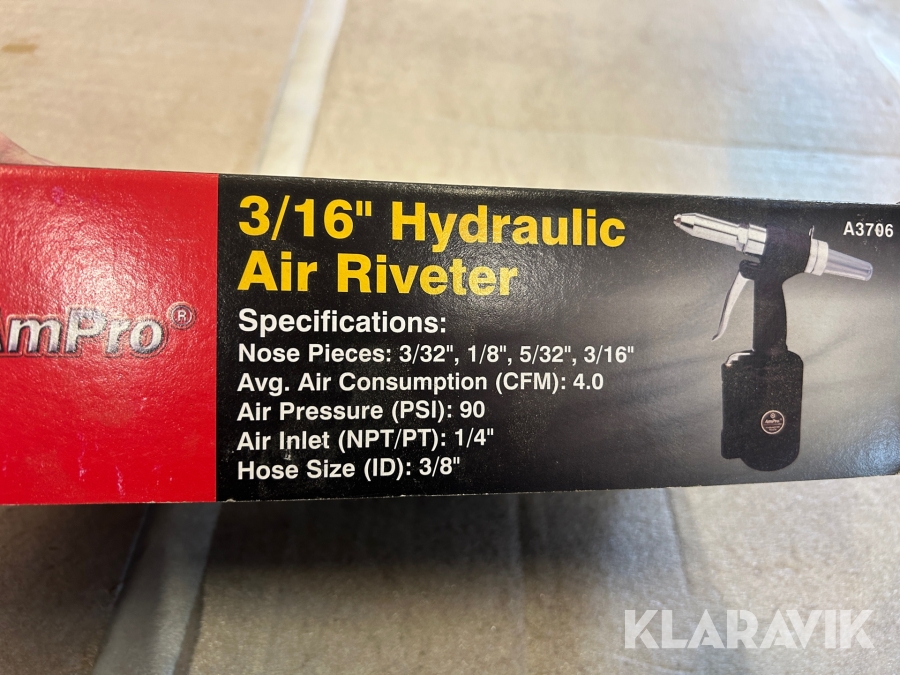 3/16" Hydraulic
Air Riveter
A3706
AmPro®
Specifications:
Nose Pieces: 3/32", 1/8", 5/32", 3/16"
Avg. Air Consumption (CFM): 4.0
Air Pressure (PSI): 90
Air Inlet (NPT/PT): 1/4"
Hose Size (ID): 3/8"
AmPro
KLARAVIK